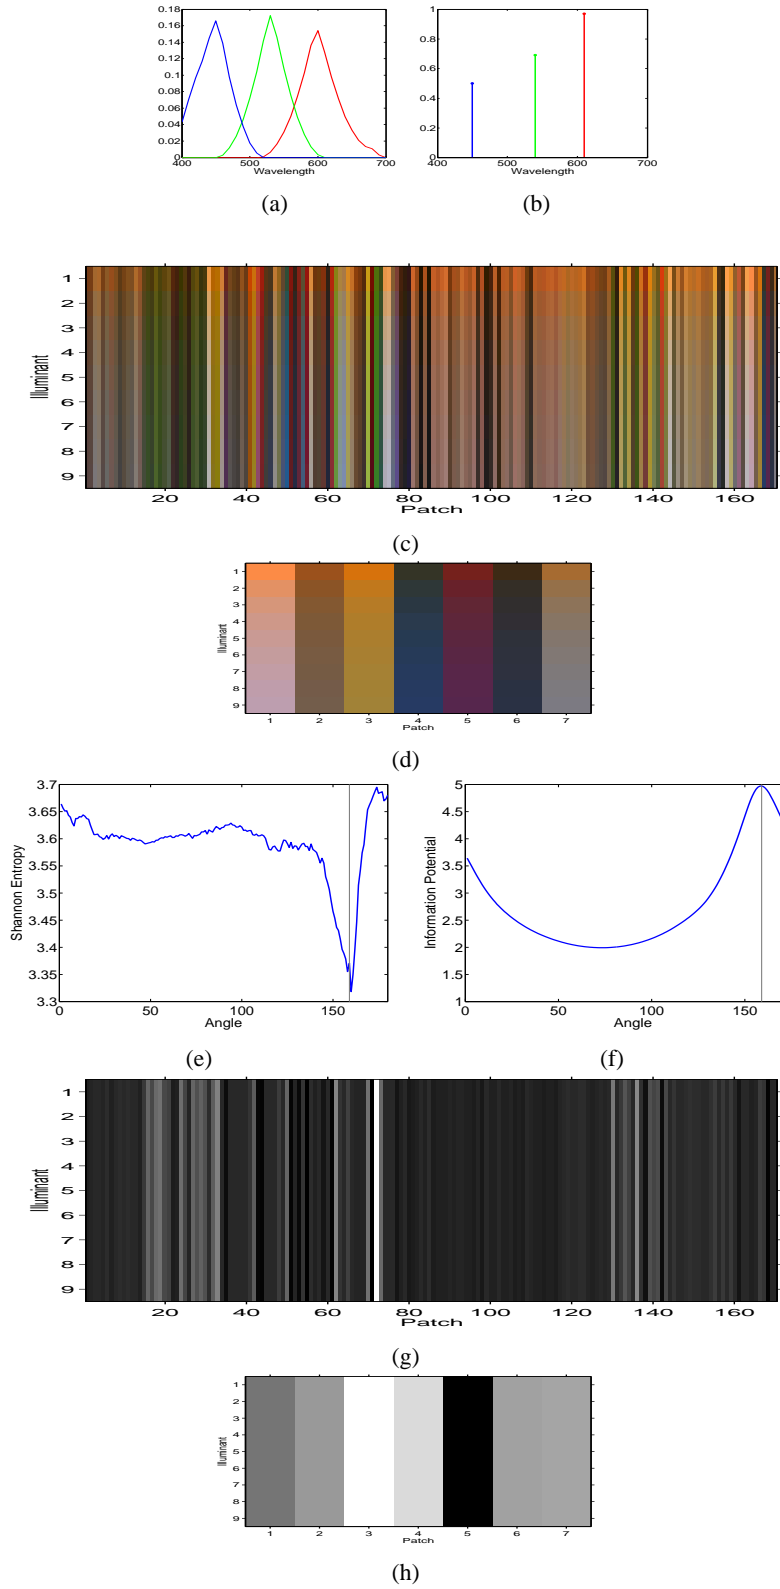 0.18
0.16
0.14
0.12
0.1
0.08
0.06
0.04
0.02
0
400 500 600 700
Wavelength
(a)
1
0.8
0.6
0.4
0.2
0
400 500 600 700
Wavelength
(b)
Illuminant
1
2
3
4
5
6
7
8
9
20 40 60 80 100 120 140 160
Patch
(c)
Illuminant
1
2
3
4
5
6
7
8
9
1 2 3 4 5 6 7
Patch
(d)
Shannon Entropy
3.7
3.65
3.6
3.55
3.5
3.45
3.4
3.35
3.3
0 50 100 150
Angle
(e)
Information Potential
5
4.5
4
3.5
3
2.5
2
1.5
1
0 50 100 150
Angle
(f)
Illuminant
1
2
3
4
5
6
7
8
9
20 40 60 80 100 120 140 160
Patch
(g)
Illuminant
1
2
3
4
5
6
7
8
9
1 2 3 4 5 6 7
Patch
(h)